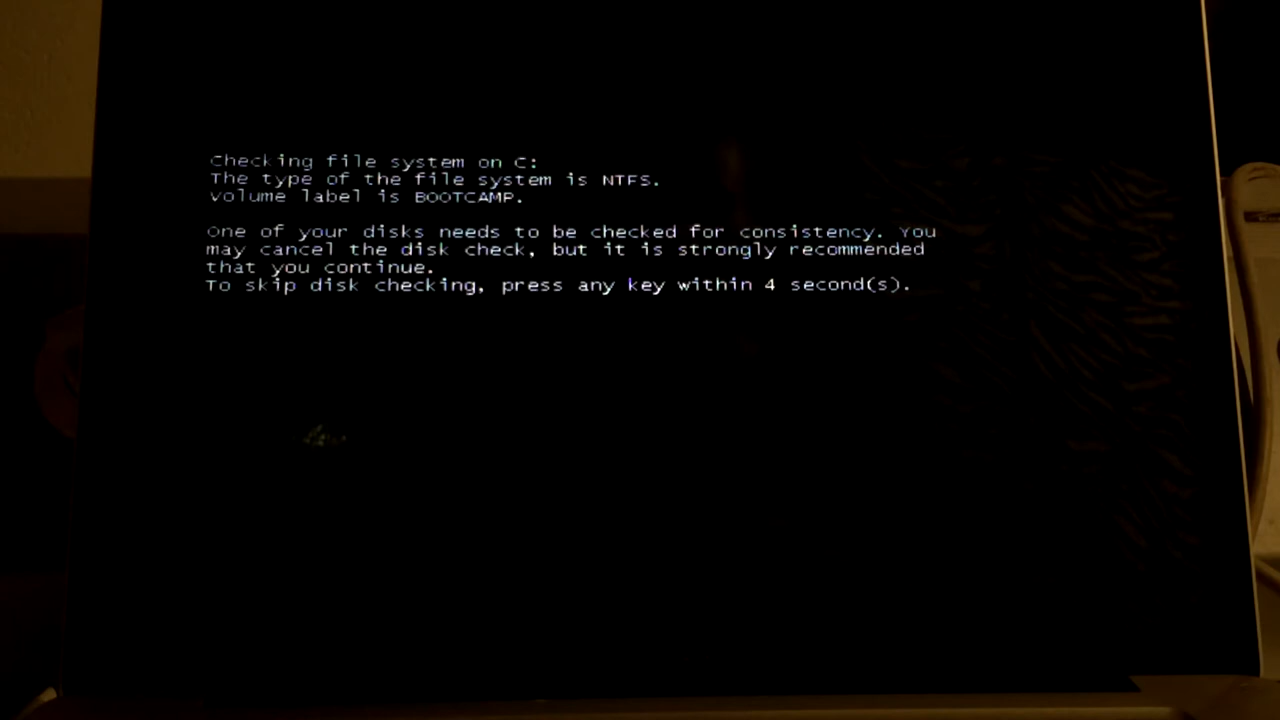 Checking file system on C:
The type of the file system is NTFS.
Volume label is BOOTCAMP.
One of your disks needs to be checked for consistency. You
may cancel the disk check, but it is strongly recommended
that you continue.
To skip disk checking, press any key within 4 second(s).